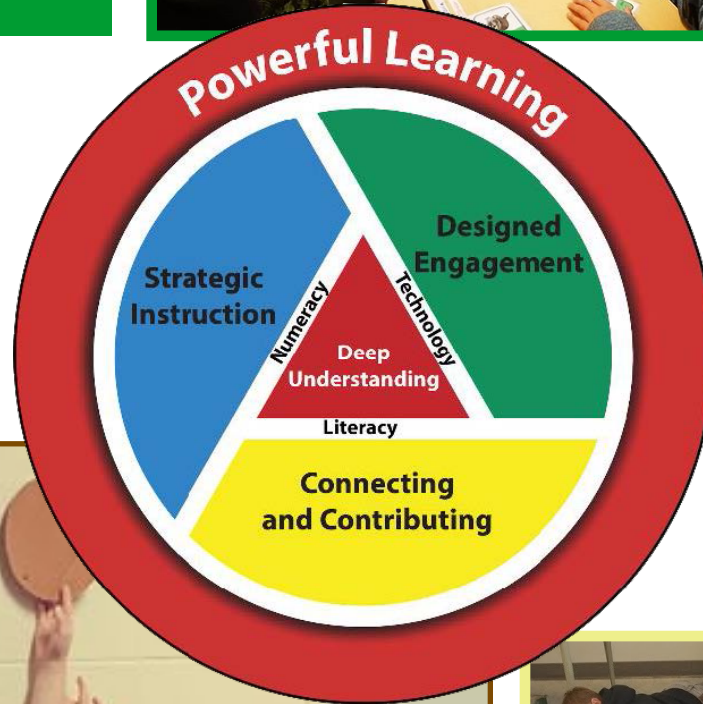 Powerful Learning
Designed
Engagement
Strategic
Instruction
Numeracy
Technology
Deep
Understanding
Literacy
Connecting
and Contributing